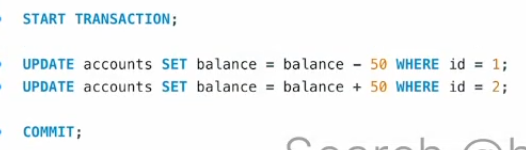 START TRANSACTION;
UPDATE accounts SET balance = balance - 50 WHERE id = 1;
UPDATE accounts SET balance = balance + 50 WHERE id = 2;
COMMIT;